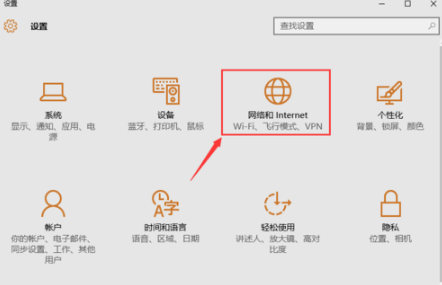 设置
设置
查找设置
系统
显示、通知、应用、电
源
设备
蓝牙、打印机、鼠标
网络和 Internet
Wi-Fi、飞行模式、VPN
个性化
背景、锁屏、颜色
帐户
你的帐户、电子邮件、
同步设置、工作、其他
用户
时间和语言
语音、区域、日期
轻松使用
讲述人、放大镜、高对
比度
隐私
位置、相机